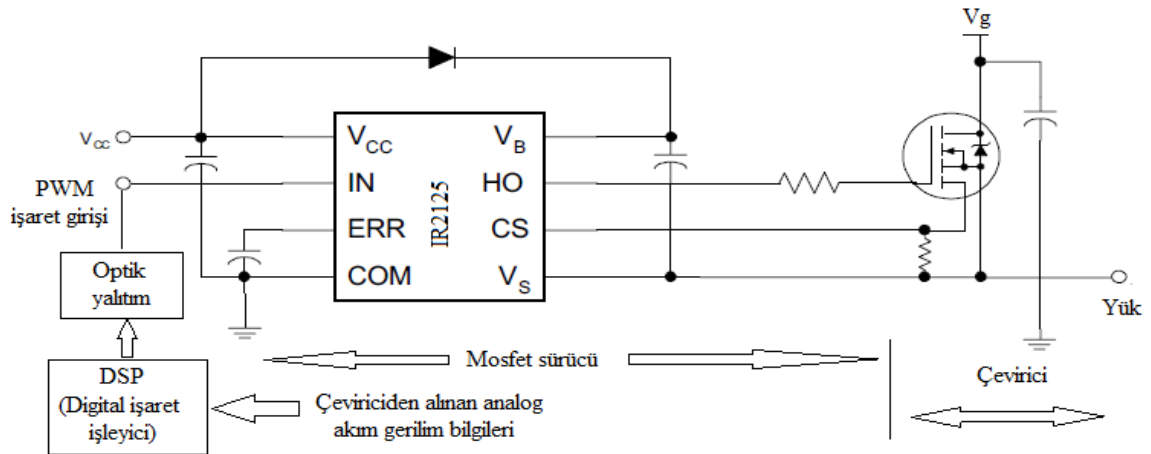 Vg
VCC
PWM
işaret girişi
Optik
yalıtım
DSP
(Digital işaret
işleyici)
VCC
IN
ERR
COM
IR2125
VB
HO
CS
VS
Yük
Mosfet sürücü
Çevirici
Çeviriciden alınan analog
akım gerilim bilgileri